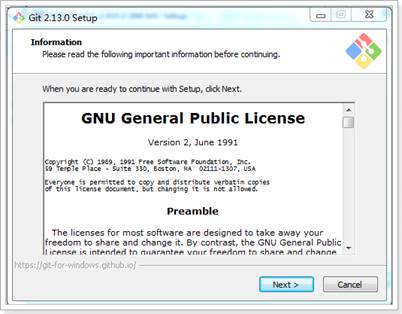 Git 2.13.0 Setup
Information
Please read the following important information before continuing.
When you are ready to continue with Setup, click Next.
GNU General Public License
Version 2, June 1991
Copyright (C) 1989, 1991 Free Software Foundation, Inc.
59 Temple Place - Suite 330, Boston, MA  02111-1307, USA
Everyone is permitted to copy and distribute verbatim copies
of this license document, but changing it is not allowed.
Preamble
The licenses for most software are designed to take away your
freedom to share and change it. By contrast, the GNU General Public
License is intended to guarantee your freedom to share and change
https://git-for-windows.github.io/
Next >
Cancel